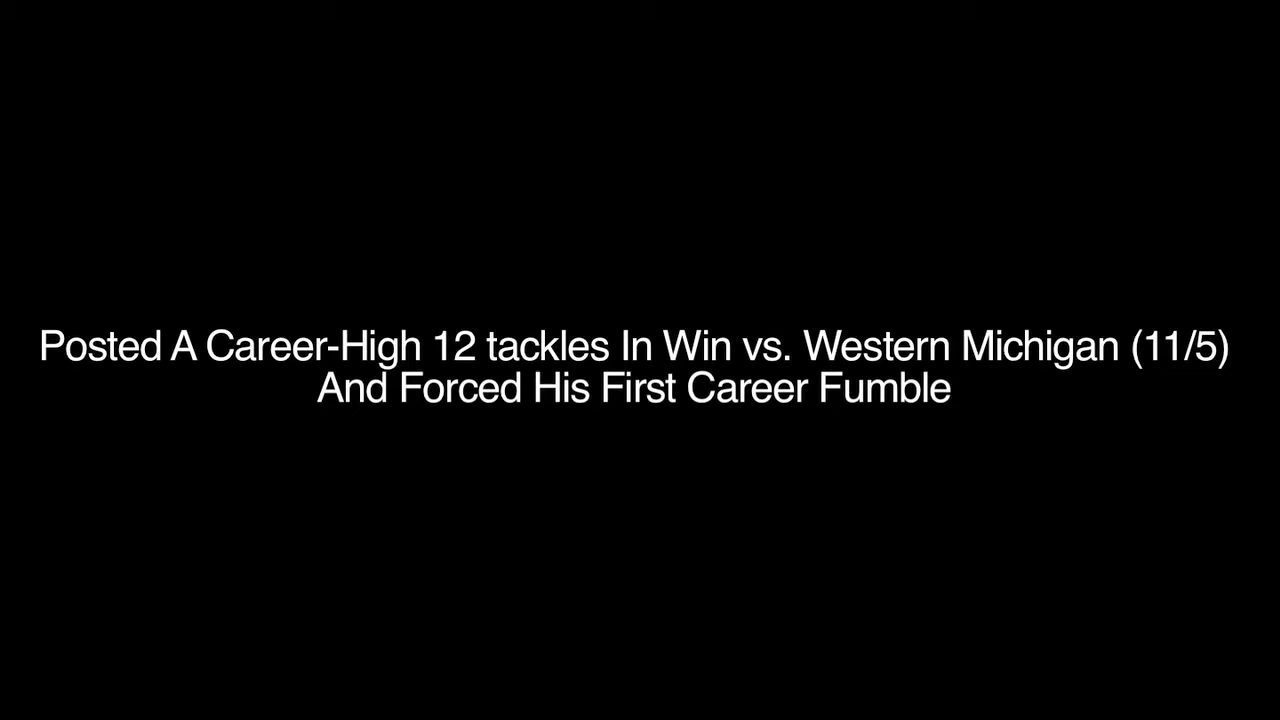 Posted A Career-High 12 tackles In Win vs. Western Michigan (11/5)
And Forced His First Career Fumble